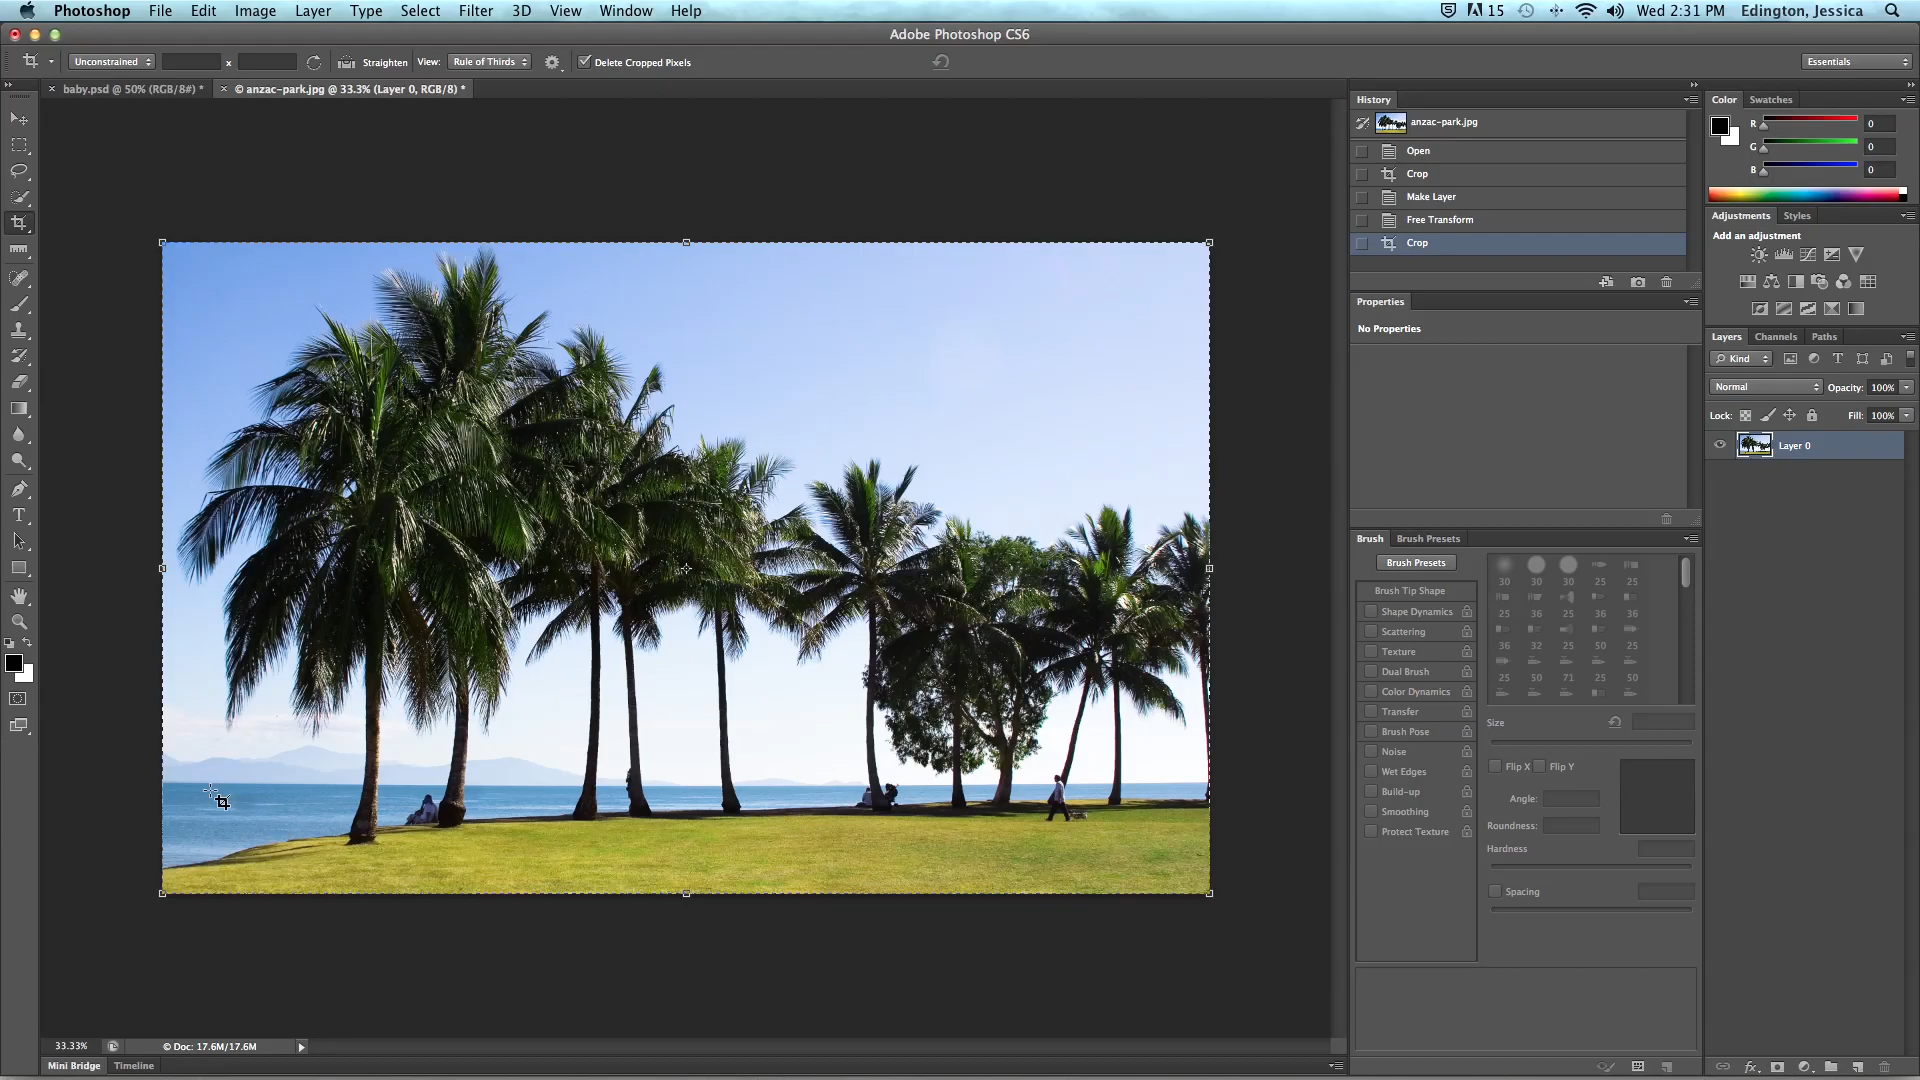 Photoshop File Edit Image Layer Type Select Filter 3D View Window Help 15 Wed 2:31 PM Edington, Jessica
Adobe Photoshop CS6
Unconstrained x Straighten View: Rule of Thirds Delete Cropped Pixels Essentials
baby.psd @ 50% (RGB/8#) * © anzac-park.jpg @ 33.3% (Layer 0, RGB/8) *
History
anzac-park.jpg
Open
Crop
Make Layer
Free Transform
Crop
Properties
No Properties
Brush Brush Presets
Brush Presets
Brush Tip Shape
Shape Dynamics
Scattering
Texture
Dual Brush
Color Dynamics
Transfer
Brush Pose
Noise
Wet Edges
Build-up
Smoothing
Protect Texture
30 30 30 25 25
25 36 25 36 36
36 32 25 50 25
25 50 71 25 50
Size
Flip X Flip Y
Angle:
Roundness:
Hardness
Spacing
Color Swatches
R 0
G 0
B 0
Adjustments Styles
Add an adjustment
Layers Channels Paths
Kind
Normal Opacity: 100%
Lock: Fill: 100%
Layer 0
33.33% © Doc: 17.6M/17.6M
Mini Bridge Timeline